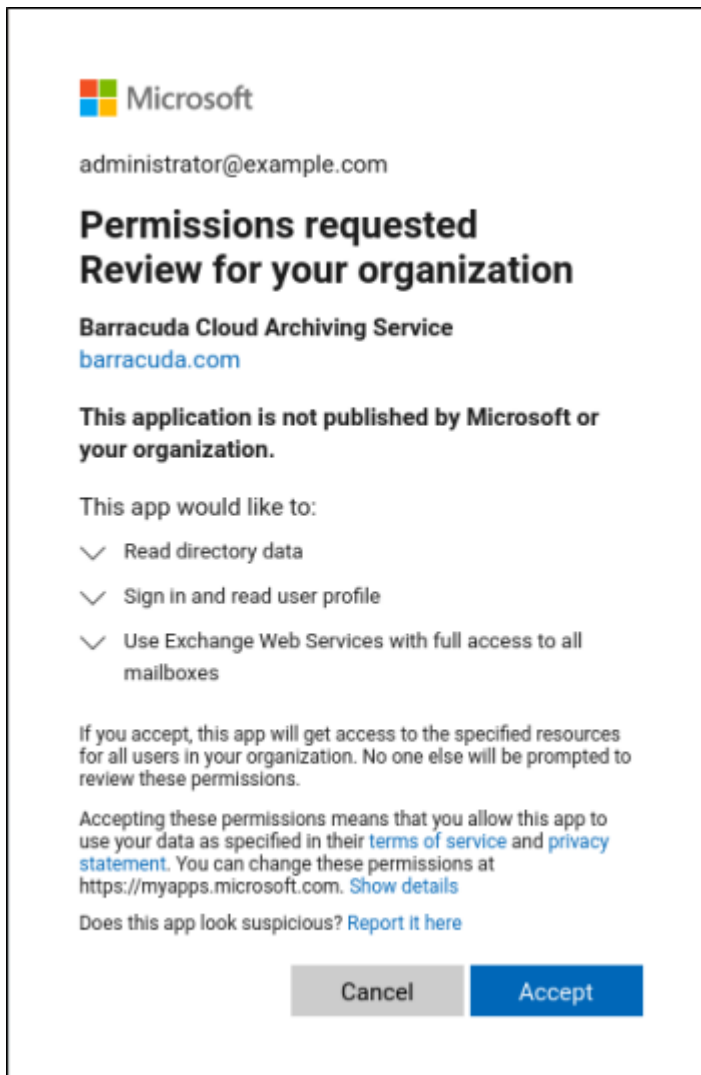 Microsoft
administrator@example.com
Permissions requested
Review for your organization
Barracuda Cloud Archiving Service
barracuda.com
This application is not published by Microsoft or
your organization.
This app would like to:
Read directory data
Sign in and read user profile
Use Exchange Web Services with full access to all
mailboxes
If you accept, this app will get access to the specified resources
for all users in your organization. No one else will be prompted to
review these permissions.
Accepting these permissions means that you allow this app to
use your data as specified in their terms of service and privacy
statement. You can change these permissions at
https://myapps.microsoft.com. Show details
Does this app look suspicious? Report it here
Cancel Accept